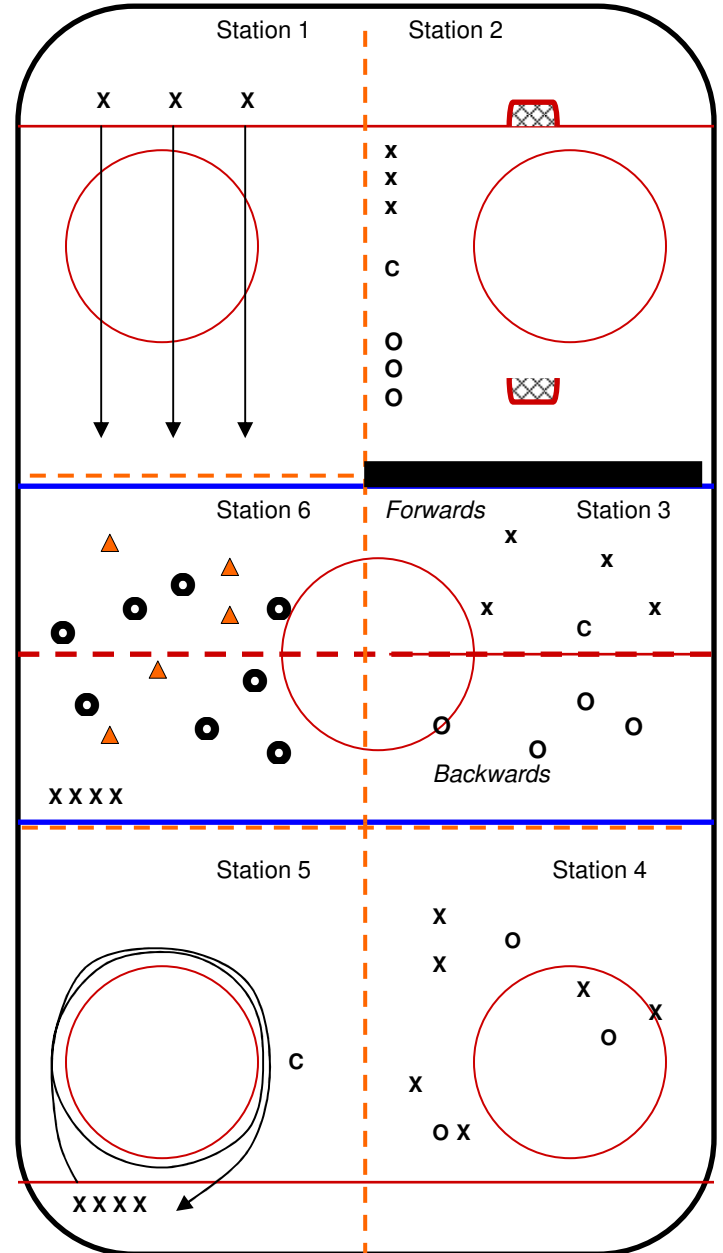 Station 1
Station 2
X X X
X
X
X
C
O
O
O
Station 6
Forwards
Station 3
X
X
X
X
C
O
O
O
O
Backwards
X X X X
Station 5
Station 4
X
O
X
X
X
O
C
X
O X
X X X X